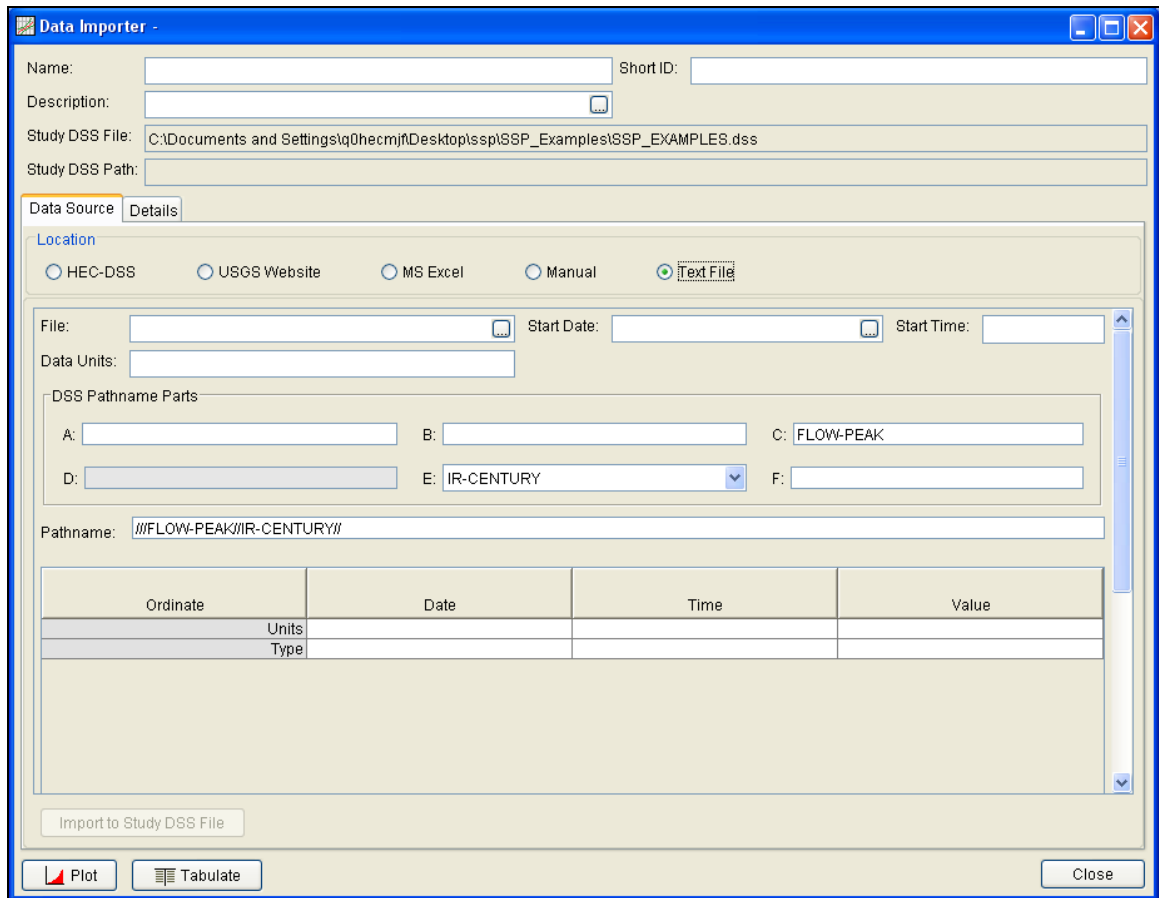 Data Importer -
Name: Short ID:
Description: ...
Study DSS File: C:\Documents and Settings\q0hecmjf\Desktop\ssp\SSP_Examples\SSP_EXAMPLES.dss
Study DSS Path:
Data Source Details
Location
HEC-DSS USGS Website MS Excel Manual Text File
File: ... Start Date: ... Start Time:
Data Units:
DSS Pathname Parts
A: B: C: FLOW-PEAK
D: E: IR-CENTURY F:
Pathname: ///FLOW-PEAK//IR-CENTURY//
Ordinate Date Time Value
Units
Type
Import to Study DSS File
Plot Tabulate Close